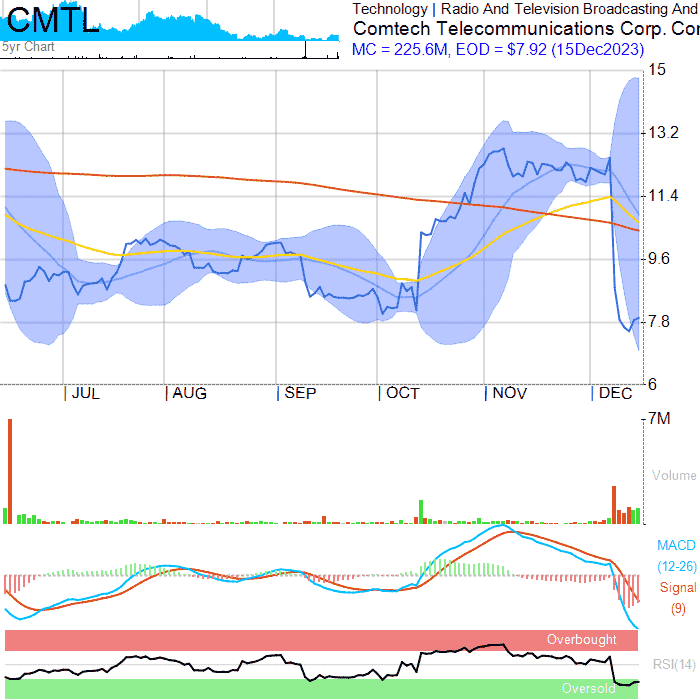 CMTL
5yr Chart
Technology | Radio And Television Broadcasting And
Comtech Telecommunications Corp. Cor
MC = 225.6M, EOD = $7.92 (15Dec2023)
15
13.2
11.4
9.6
7.8
6
JUL
AUG
SEP
OCT
NOV
DEC
7M
Volume
MACD
(12-26)
Signal
(9)
Overbought
RSI(14)
Oversold